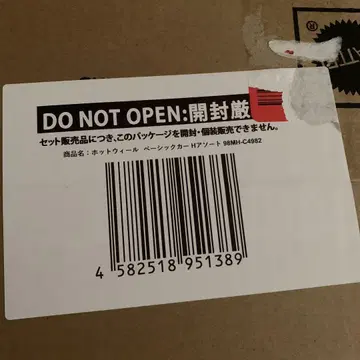 DO NOT OPEN:開封厳
セット販売品につき、このパッケージを開封・個装販売できません。
商品名：ホットウィール ベーシックカー Hアソート 98MH-C4982
4 582518 951389